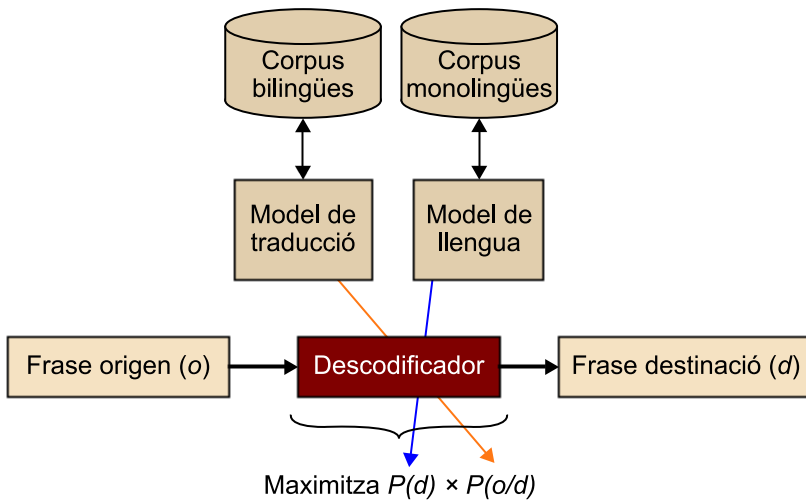 Corpus
bilingües
Corpus
monolingües
Model de
traducció
Model de
llengua
Frase origen (o)
Descodificador
Frase destinació (d)
Maximitza P(d) × P(o/d)